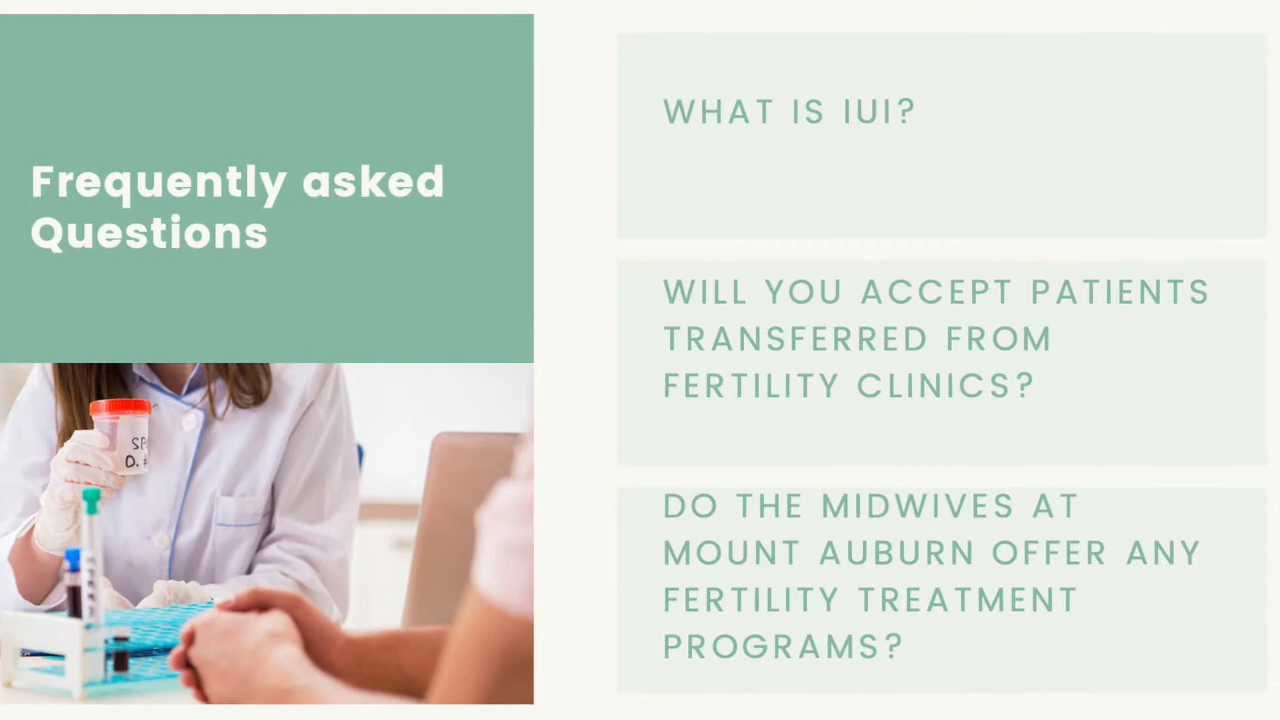 Frequently asked
Questions
WHAT IS IUI?
WILL YOU ACCEPT PATIENTS
TRANSFERRED FROM
FERTILITY CLINICS?
DO THE MIDWIVES AT
MOUNT AUBURN OFFER ANY
FERTILITY TREATMENT
PROGRAMS?